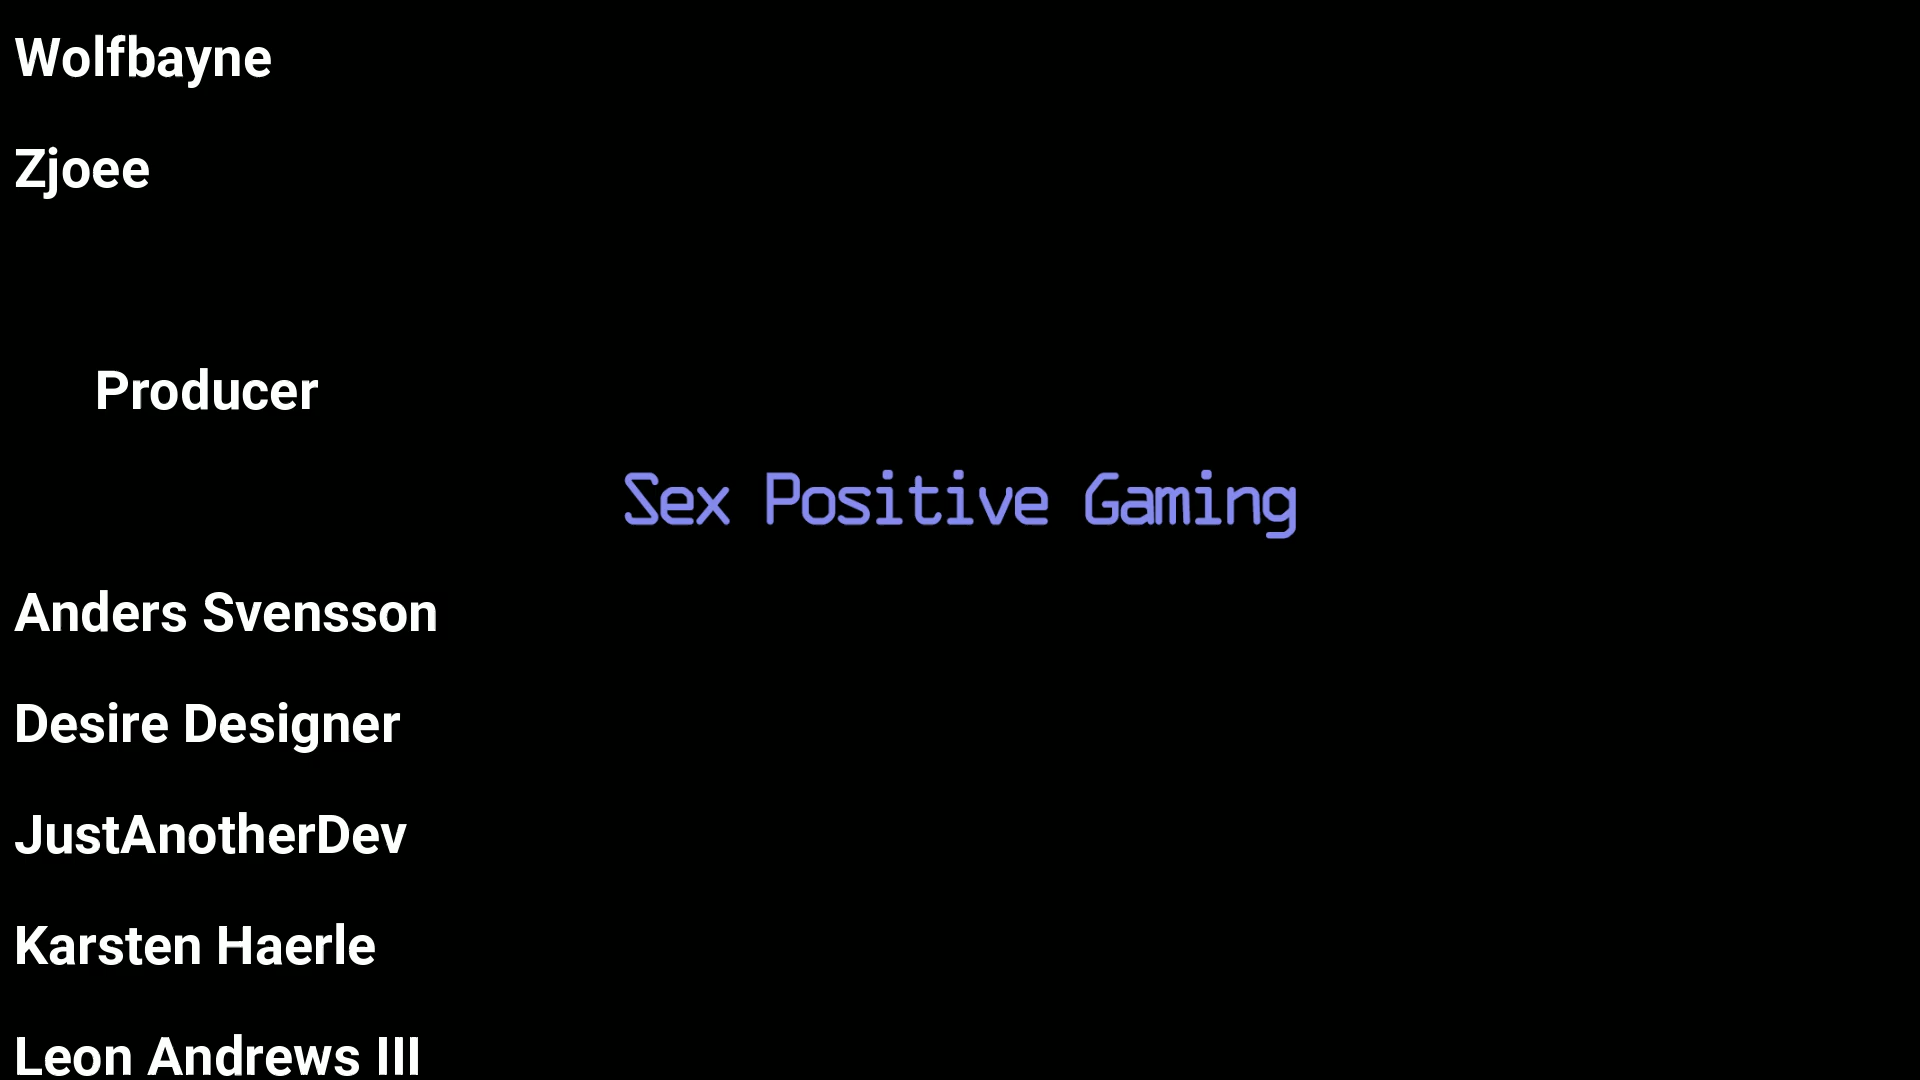 Wolfbayne
Zjoee
Producer
Sex Positive Gaming
Anders Svensson
Desire Designer
JustAnotherDev
Karsten Haerle
Leon Andrews III